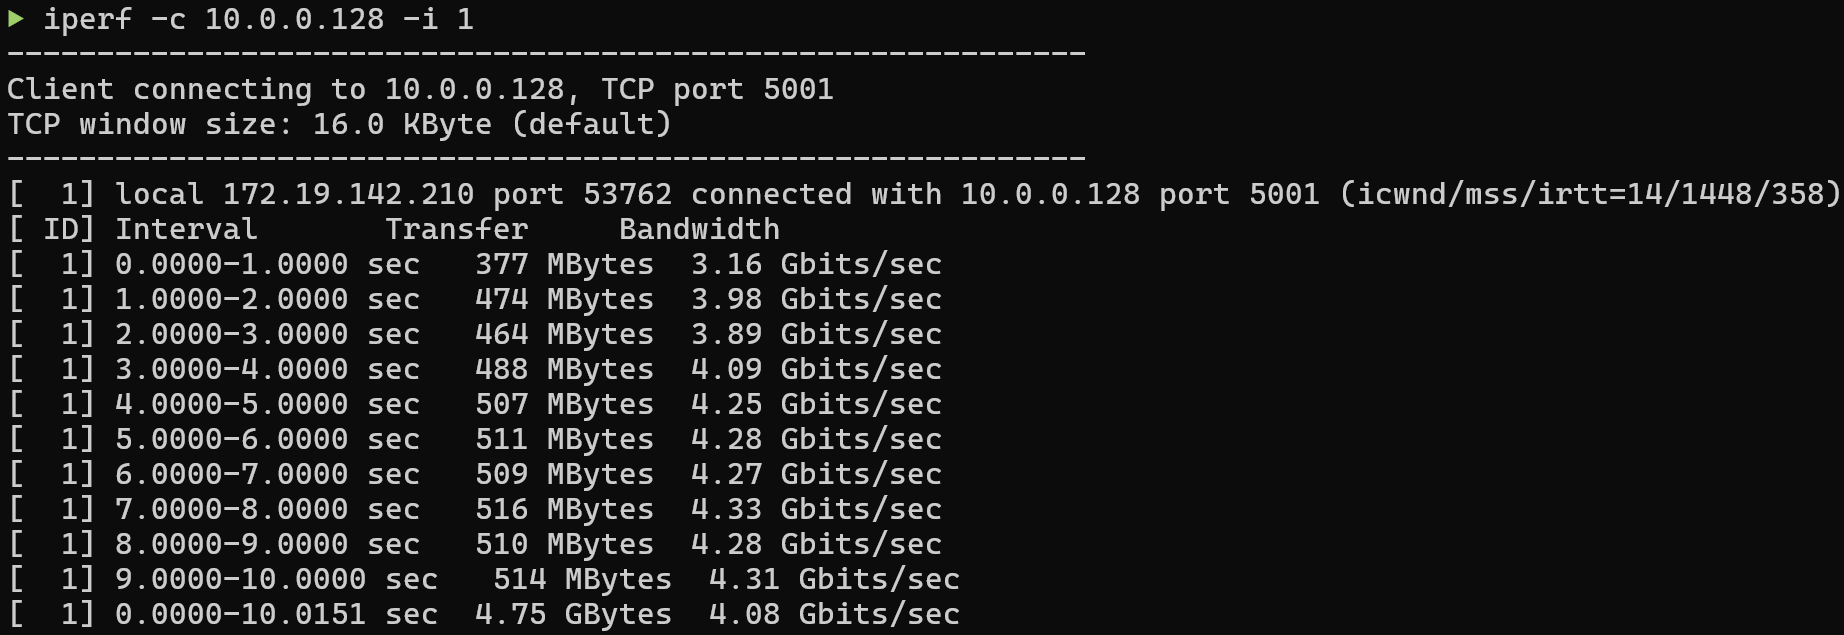 ▶ iperf -c 10.0.0.128 -i 1
------------------------------------------------------------
Client connecting to 10.0.0.128, TCP port 5001
TCP window size: 16.0 KByte (default)
------------------------------------------------------------
[  1] local 172.19.142.210 port 53762 connected with 10.0.0.128 port 5001 (icwnd/mss/irtt=14/1448/358)
[ ID] Interval       Transfer     Bandwidth
[  1] 0.0000-1.0000 sec   377 MBytes  3.16 Gbits/sec
[  1] 1.0000-2.0000 sec   474 MBytes  3.98 Gbits/sec
[  1] 2.0000-3.0000 sec   464 MBytes  3.89 Gbits/sec
[  1] 3.0000-4.0000 sec   488 MBytes  4.09 Gbits/sec
[  1] 4.0000-5.0000 sec   507 MBytes  4.25 Gbits/sec
[  1] 5.0000-6.0000 sec   511 MBytes  4.28 Gbits/sec
[  1] 6.0000-7.0000 sec   509 MBytes  4.27 Gbits/sec
[  1] 7.0000-8.0000 sec   516 MBytes  4.33 Gbits/sec
[  1] 8.0000-9.0000 sec   510 MBytes  4.28 Gbits/sec
[  1] 9.0000-10.0000 sec   514 MBytes  4.31 Gbits/sec
[  1] 0.0000-10.0151 sec  4.75 GBytes  4.08 Gbits/sec